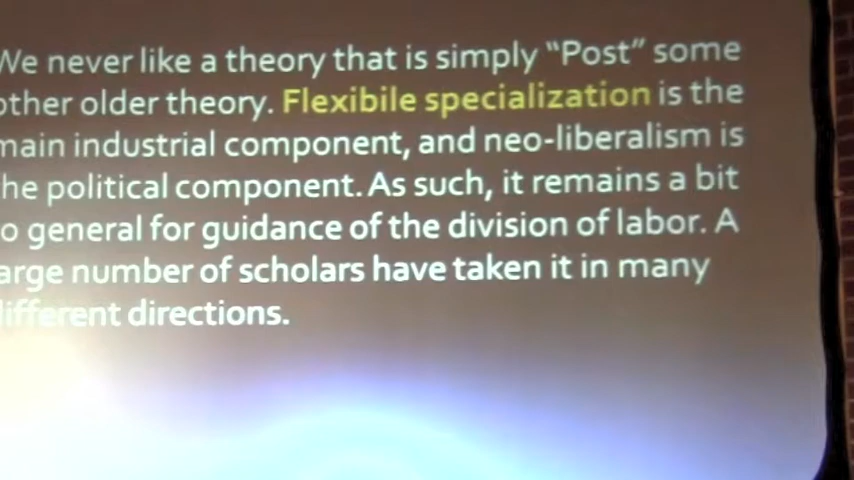 We never like a theory that is simply “Post” some
other older theory. Flexibile specialization is the
main industrial component, and neo-liberalism is
he political component. As such, it remains a bit
o general for guidance of the division of labor. A
arge number of scholars have taken it in many
different directions.